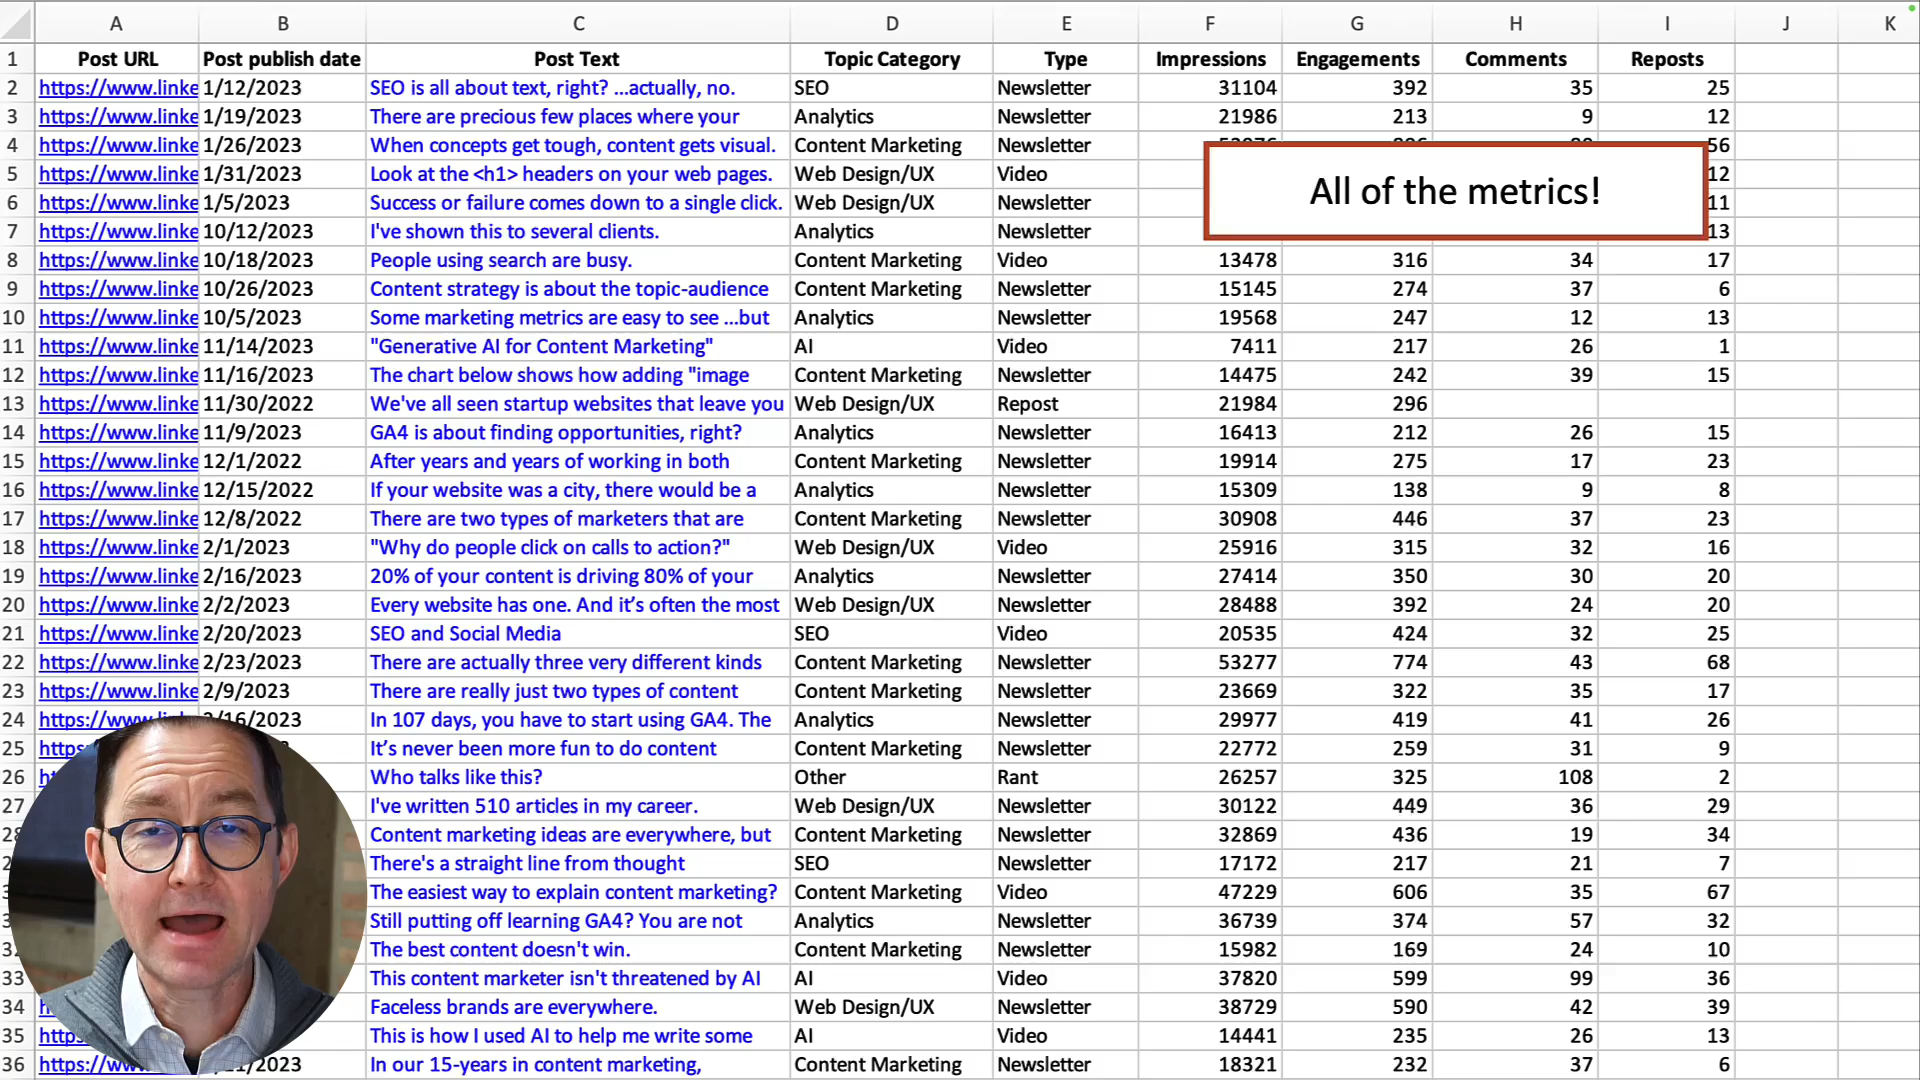 A B C D E F G H I J K
1 Post URL Post publish date Post Text Topic Category Type Impressions Engagements Comments Reposts
2 https://www.linke 1/12/2023 SEO is all about text, right? ...actually, no. SEO Newsletter 31104 392 35 25
3 https://www.linke 1/19/2023 There are precious few places where your Analytics Newsletter 21986 213 9 12
4 https://www.linke 1/26/2023 When concepts get tough, content gets visual. Content Marketing Newsletter 56
5 https://www.linke 1/31/2023 Look at the <h1> headers on your web pages. Web Design/UX Video 12
All of the metrics!
6 https://www.linke 1/5/2023 Success or failure comes down to a single click. Web Design/UX Newsletter 11
7 https://www.linke 10/12/2023 I've shown this to several clients. Analytics Newsletter 13
8 https://www.linke 10/18/2023 People using search are busy. Content Marketing Video 13478 316 34 17
9 https://www.linke 10/26/2023 Content strategy is about the topic-audience Content Marketing Newsletter 15145 274 37 6
10 https://www.linke 10/5/2023 Some marketing metrics are easy to see ...but Analytics Newsletter 19568 247 12 13
11 https://www.linke 11/14/2023 "Generative AI for Content Marketing" AI Video 7411 217 26 1
12 https://www.linke 11/16/2023 The chart below shows how adding "image Content Marketing Newsletter 14475 242 39 15
13 https://www.linke 11/30/2022 We've all seen startup websites that leave you Web Design/UX Repost 21984 296
14 https://www.linke 11/9/2023 GA4 is about finding opportunities, right? Analytics Newsletter 16413 212 26 15
15 https://www.linke 12/1/2022 After years and years of working in both Content Marketing Newsletter 19914 275 17 23
16 https://www.linke 12/15/2022 If your website was a city, there would be a Analytics Newsletter 15309 138 9 8
17 https://www.linke 12/8/2022 There are two types of marketers that are Content Marketing Newsletter 30908 446 37 23
18 https://www.linke 2/1/2023 "Why do people click on calls to action?" Web Design/UX Video 25916 315 32 16
19 https://www.linke 2/16/2023 20% of your content is driving 80% of your Analytics Newsletter 27414 350 30 20
20 https://www.linke 2/2/2023 Every website has one. And it’s often the most Web Design/UX Newsletter 28488 392 24 20
21 https://www.linke 2/20/2023 SEO and Social Media SEO Video 20535 424 32 25
22 https://www.linke 2/23/2023 There are actually three very different kinds Content Marketing Newsletter 53277 774 43 68
23 https://www.linke 2/9/2023 There are really just two types of content Content Marketing Newsletter 23669 322 35 17
24 https://www.linke /16/2023 In 107 days, you have to start using GA4. The Analytics Newsletter 29977 419 41 26
25 https: It’s never been more fun to do content Content Marketing Newsletter 22772 259 31 9
26 Who talks like this? Other Rant 26257 325 108 2
27 I've written 510 articles in my career. Web Design/UX Newsletter 30122 449 36 29
28 Content marketing ideas are everywhere, but Content Marketing Newsletter 32869 436 19 34
There's a straight line from thought SEO Newsletter 17172 217 21 7
The easiest way to explain content marketing? Content Marketing Video 47229 606 35 67
Still putting off learning GA4? You are not Analytics Newsletter 36739 374 57 32
32 The best content doesn't win. Content Marketing Newsletter 15982 169 24 10
33 This content marketer isn't threatened by AI AI Video 37820 599 99 36
34 Faceless brands are everywhere. Web Design/UX Newsletter 38729 590 42 39
35 https: This is how I used AI to help me write some AI Video 14441 235 26 13
36 https://ww /2023 In our 15-years in content marketing, Content Marketing Newsletter 18321 232 37 6